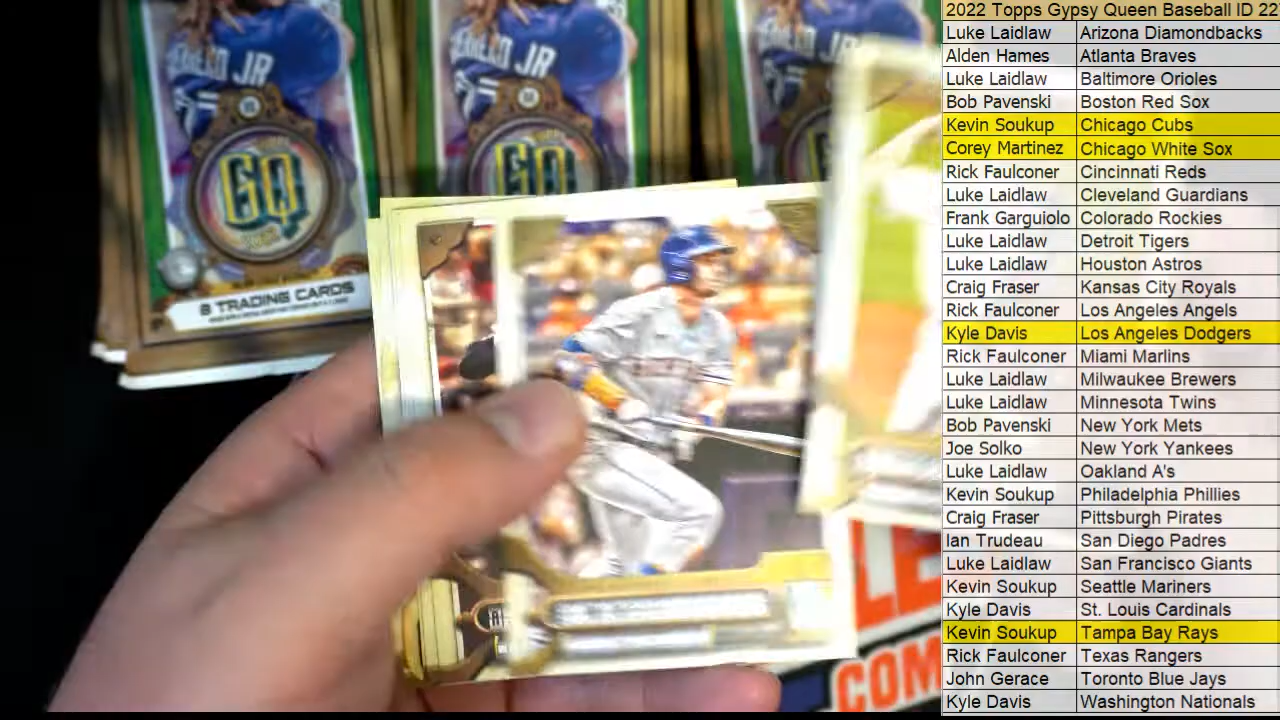 2022 Topps Gypsy Queen Baseball ID 22
Luke Laidlaw Arizona Diamondbacks
Alden Hames Atlanta Braves
Luke Laidlaw Baltimore Orioles
Bob Pavenski Boston Red Sox
Kevin Soukup Chicago Cubs
Corey Martinez Chicago White Sox
Rick Faulconer Cincinnati Reds
Luke Laidlaw Cleveland Guardians
Frank Garguiolo Colorado Rockies
Luke Laidlaw Detroit Tigers
Luke Laidlaw Houston Astros
Craig Fraser Kansas City Royals
Rick Faulconer Los Angeles Angels
Kyle Davis Los Angeles Dodgers
Rick Faulconer Miami Marlins
Luke Laidlaw Milwaukee Brewers
Luke Laidlaw Minnesota Twins
Bob Pavenski New York Mets
Joe Solko New York Yankees
Luke Laidlaw Oakland A's
Kevin Soukup Philadelphia Phillies
Craig Fraser Pittsburgh Pirates
Ian Trudeau San Diego Padres
Luke Laidlaw San Francisco Giants
Kevin Soukup Seattle Mariners
Kyle Davis St. Louis Cardinals
Kevin Soukup Tampa Bay Rays
Rick Faulconer Texas Rangers
John Gerace Toronto Blue Jays
Kyle Davis Washington Nationals
JR
JR
GQ
GQ
8 TRADING CARDS
LE
COM